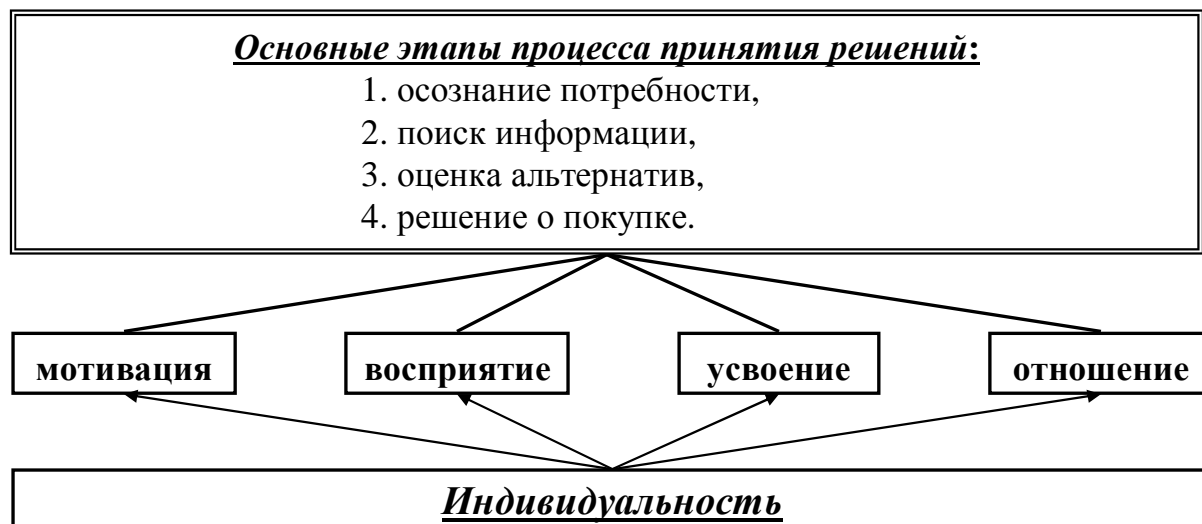 Основные этапы процесса принятия решений:
1. осознание потребности,
2. поиск информации,
3. оценка альтернатив,
4. решение о покупке.
мотивация
восприятие
усвоение
отношение
Индивидуальность